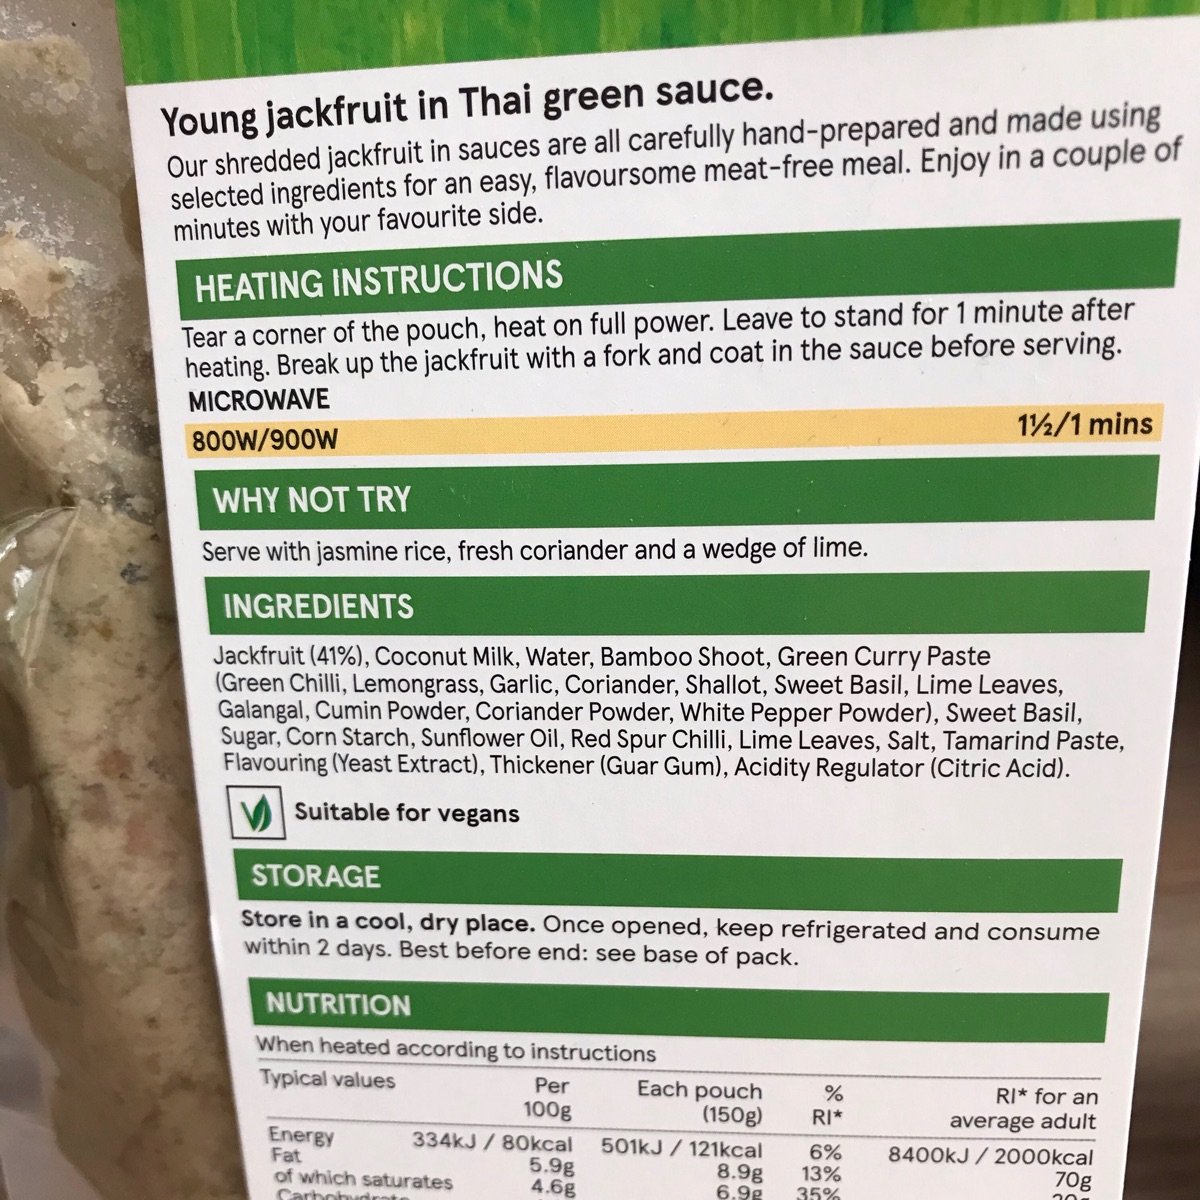 Young jackfruit in Thai green sauce.
Our shredded jackfruit in sauces are all carefully hand-prepared and made using
selected ingredients for an easy, flavoursome meat-free meal. Enjoy in a couple of
minutes with your favourite side.
HEATING INSTRUCTIONS
Tear a corner of the pouch, heat on full power. Leave to stand for 1 minute after
heating. Break up the jackfruit with a fork and coat in the sauce before serving.
MICROWAVE
800W/900W 1½/1 mins
WHY NOT TRY
Serve with jasmine rice, fresh coriander and a wedge of lime.
INGREDIENTS
Jackfruit (41%), Coconut Milk, Water, Bamboo Shoot, Green Curry Paste
(Green Chilli, Lemongrass, Garlic, Coriander, Shallot, Sweet Basil, Lime Leaves,
Galangal, Cumin Powder, Coriander Powder, White Pepper Powder), Sweet Basil,
Sugar, Corn Starch, Sunflower Oil, Red Spur Chilli, Lime Leaves, Salt, Tamarind Paste,
Flavouring (Yeast Extract), Thickener (Guar Gum), Acidity Regulator (Citric Acid).
Suitable for vegans
STORAGE
Store in a cool, dry place. Once opened, keep refrigerated and consume
within 2 days. Best before end: see base of pack.
NUTRITION
When heated according to instructions
Typical values Per 100g Each pouch (150g) % RI* RI* for an average adult
Energy 334kJ / 80kcal 501kJ / 121kcal 6% 8400kJ / 2000kcal
Fat 5.9g 8.9g 13% 70g
of which saturates 4.6g 6.9g 35% 20g
Carbohydrate